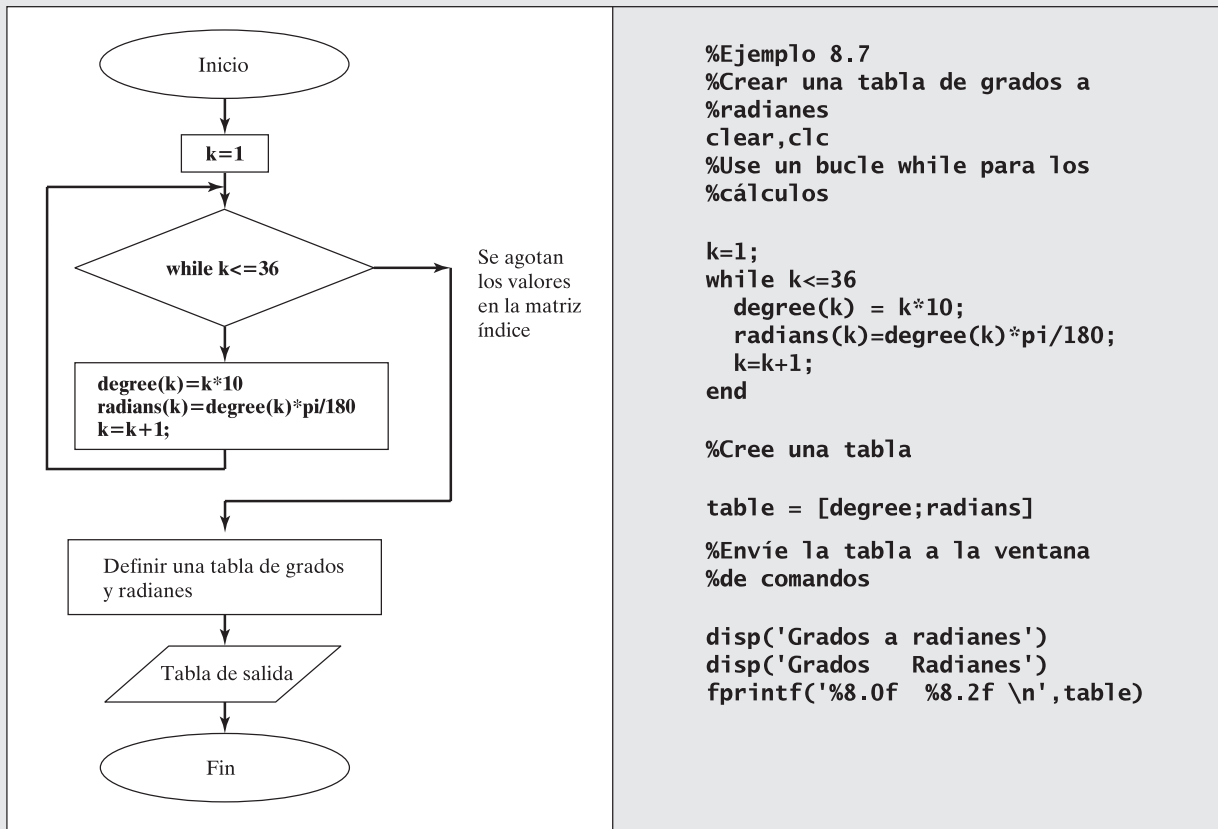 Inicio
k=1
while k<=36
Se agotan
los valores
en la matriz
índice
degree(k)=k*10
radians(k)=degree(k)*pi/180
k=k+1;
Definir una tabla de grados
y radianes
Tabla de salida
Fin
%Ejemplo 8.7
%Crear una tabla de grados a
%radianes
clear,clc
%Use un bucle while para los
%cálculos
k=1;
while k<=36
degree(k) = k*10;
radians(k)=degree(k)*pi/180;
k=k+1;
end
%Cree una tabla
table = [degree;radians]
%Envíe la tabla a la ventana
%de comandos
disp('Grados a radianes')
disp('Grados   Radianes')
fprintf('%8.0f  %8.2f \n',table)